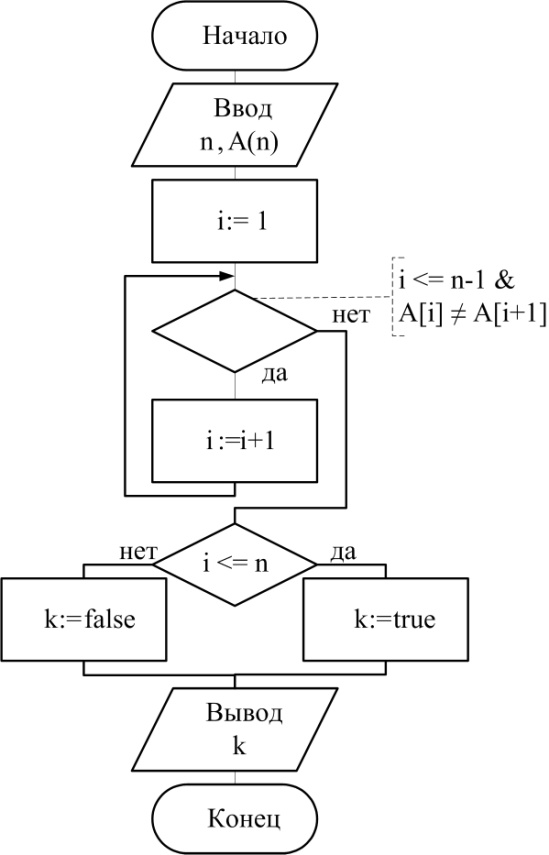 Начало
Ввод
n , A(n)
i:= 1
i <= n-1 &
A[i] ≠ A[i+1]
нет
да
i :=i+1
i <= n
нет
да
k:=false
k:=true
Вывод
k
Конец